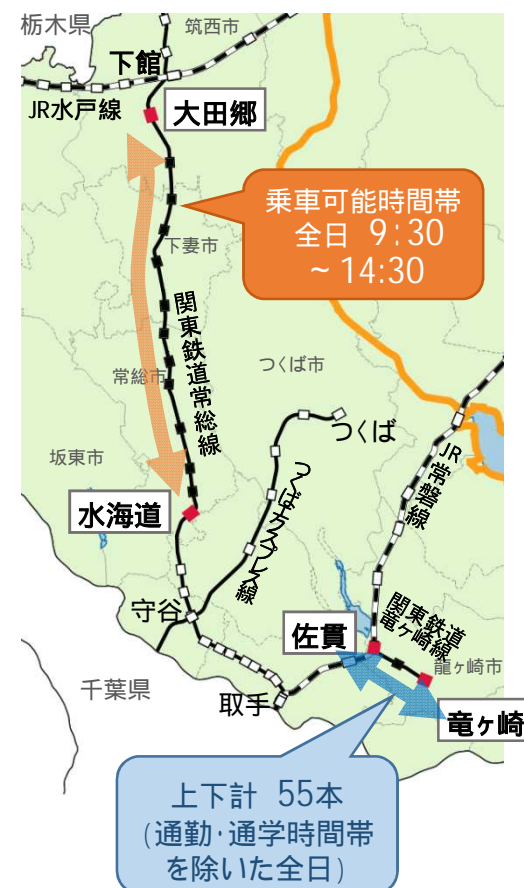 栃木県
筑西市
下館
JR水戸線
大田郷
乗車可能時間帯
全日 9:30
~ 14:30
下妻市
関東鉄道常総線
常総市
つくば市
つくば
坂東市
JR常磐線
水海道
つくばエクスプレス線
守谷
佐貫
関東鉄道
竜ヶ崎線
龍ヶ崎市
千葉県
取手
竜ヶ崎
上下計 55本
(通勤・通学時間帯
を除いた全日)